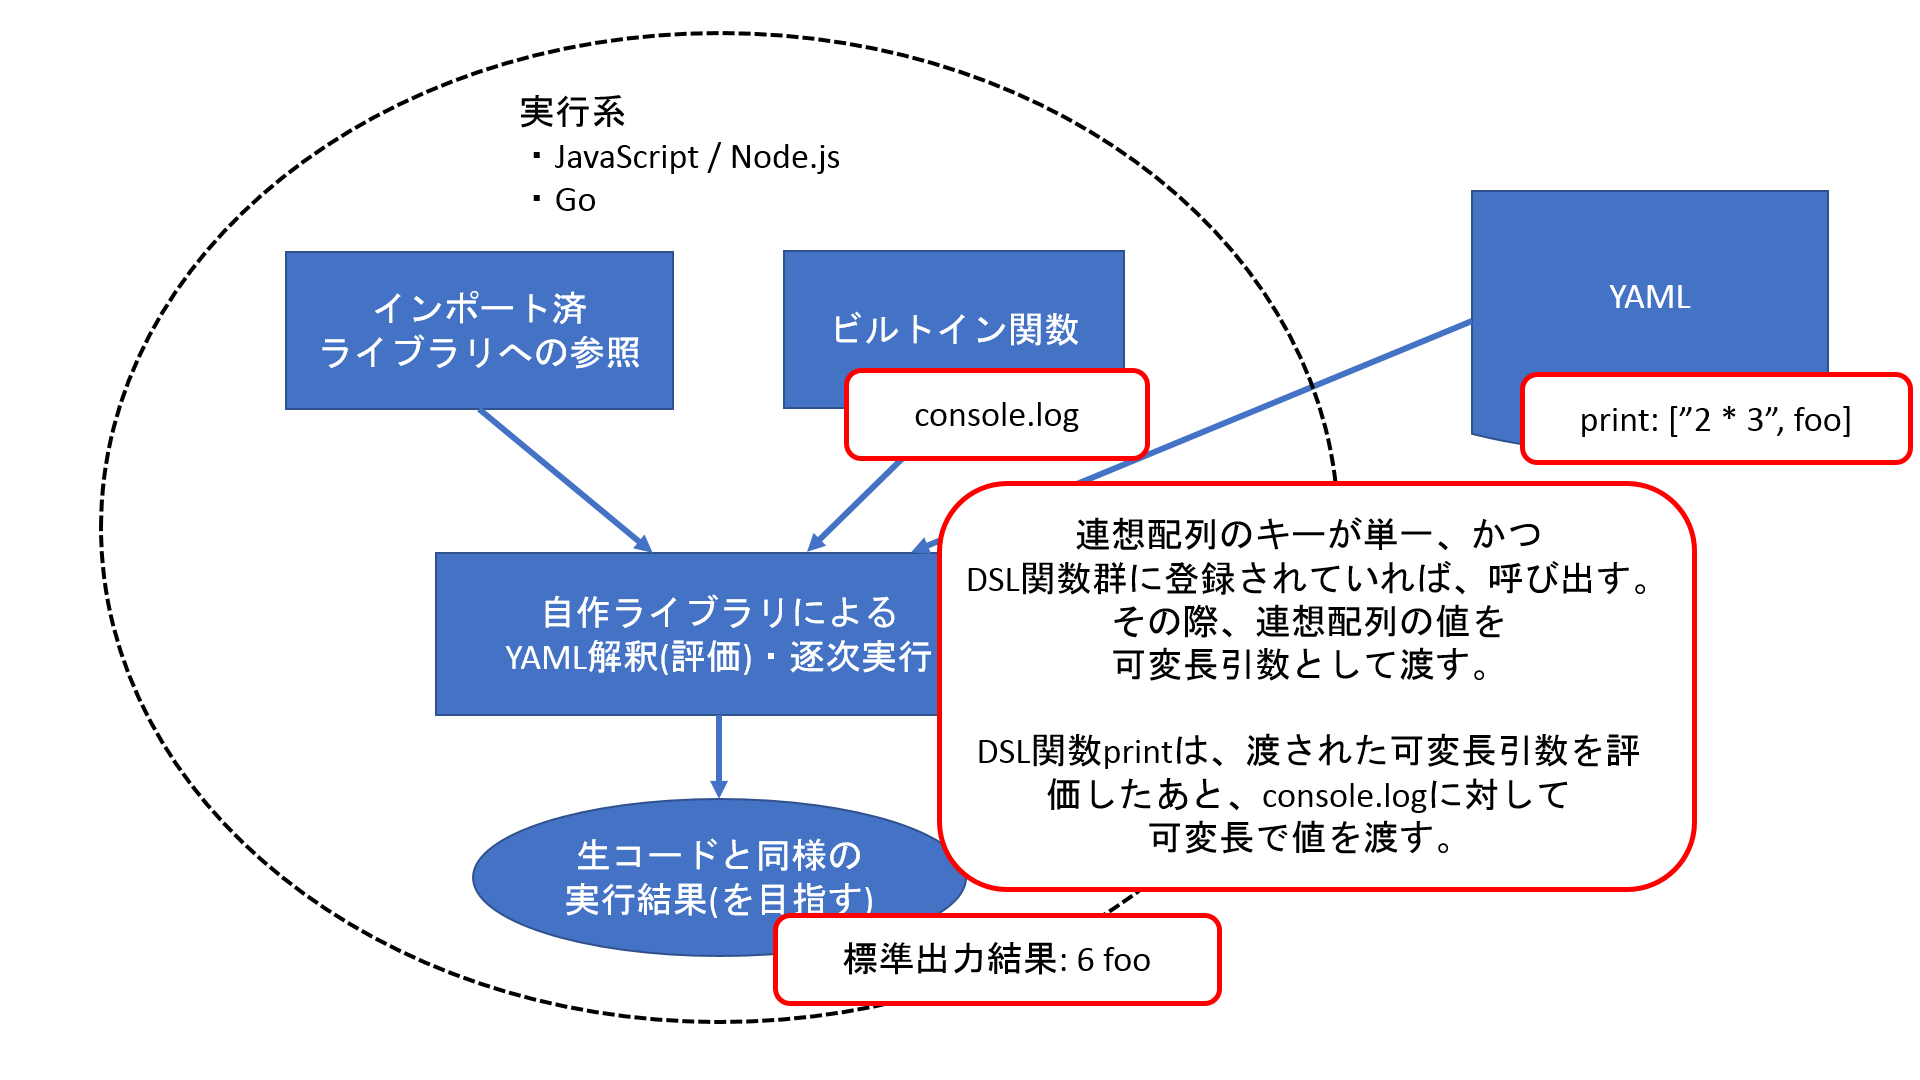 実行系
・JavaScript / Node.js
・Go
インポート済
ライブラリへの参照
ビルトイン関数
console.log
YAML
print: [”2 * 3”, foo]
自作ライブラリによる
YAML解釈(評価)・逐次実行
連想配列のキーが単一、かつ
DSL関数群に登録されていれば、呼び出す。
その際、連想配列の値を
可変長引数として渡す。
DSL関数printは、渡された可変長引数を評
価したあと、console.logに対して
可変長で値を渡す。
生コードと同様の
実行結果(を目指す)
標準出力結果: 6 foo